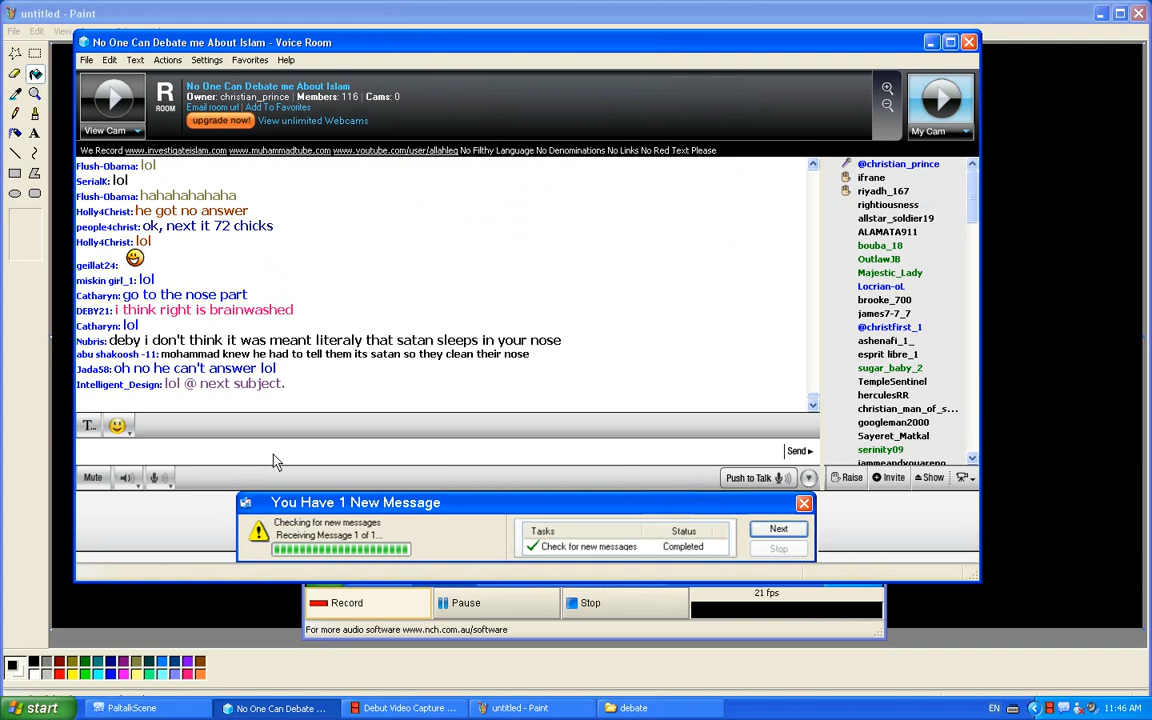 untitled - Paint
File Edit View
No One Can Debate me About Islam - Voice Room
File Edit Text Actions Settings Favorites Help
No One Can Debate me About Islam
R
ROOM
Owner: christian_prince | Members: 116 | Cams: 0
Email room url | Add To Favorites
upgrade now! View unlimited Webcams
View Cam
My Cam
We Record www.investigateislam.com www.muhammadtube.com www.youtube.com/user/allahleq No Filthy Language No Denominations No Links No Red Text Please
Flush-Obama: lol
SerialK: lol
Flush-Obama: hahahahahaha
Holly4Christ: he got no answer
people4christ: ok, next it 72 chicks
Holly4Christ: lol
geillat24:
miskin girl_1: lol
Catharyn: go to the nose part
DEBY21: i think right is brainwashed
Catharyn: lol
Nubris: deby i don't think it was meant literaly that satan sleeps in your nose
abu shakoosh -11: mohammad knew he had to tell them its satan so they clean their nose
Jada58: oh no he can't answer lol
Intelligent_Design: lol @ next subject.
@christian_prince
ifrane
riyadh_167
rightiousness
allstar_soldier19
ALAMATA911
bouba_18
OutlawJB
Majestic_Lady
Locrian-oL
brooke_700
james7-7_7
@christfirst_1
ashenafi_1_
esprit libre_1
sugar_baby_2
TempleSentinel
herculesRR
christian_man_of_s...
googleman2000
Sayeret_Matkal
serinity09
iammeandyouareno
T...
Send
Mute
Push to Talk
Raise Invite Show
You Have 1 New Message
Checking for new messages
Receiving Message 1 of 1...
Tasks Status
Check for new messages Completed
Next
Stop
Record Pause Stop
21 fps
For more audio software www.nch.com.au/software
start
PaltalkScene
No One Can Debate ...
Debut Video Capture ...
untitled - Paint
debate
EN
11:46 AM